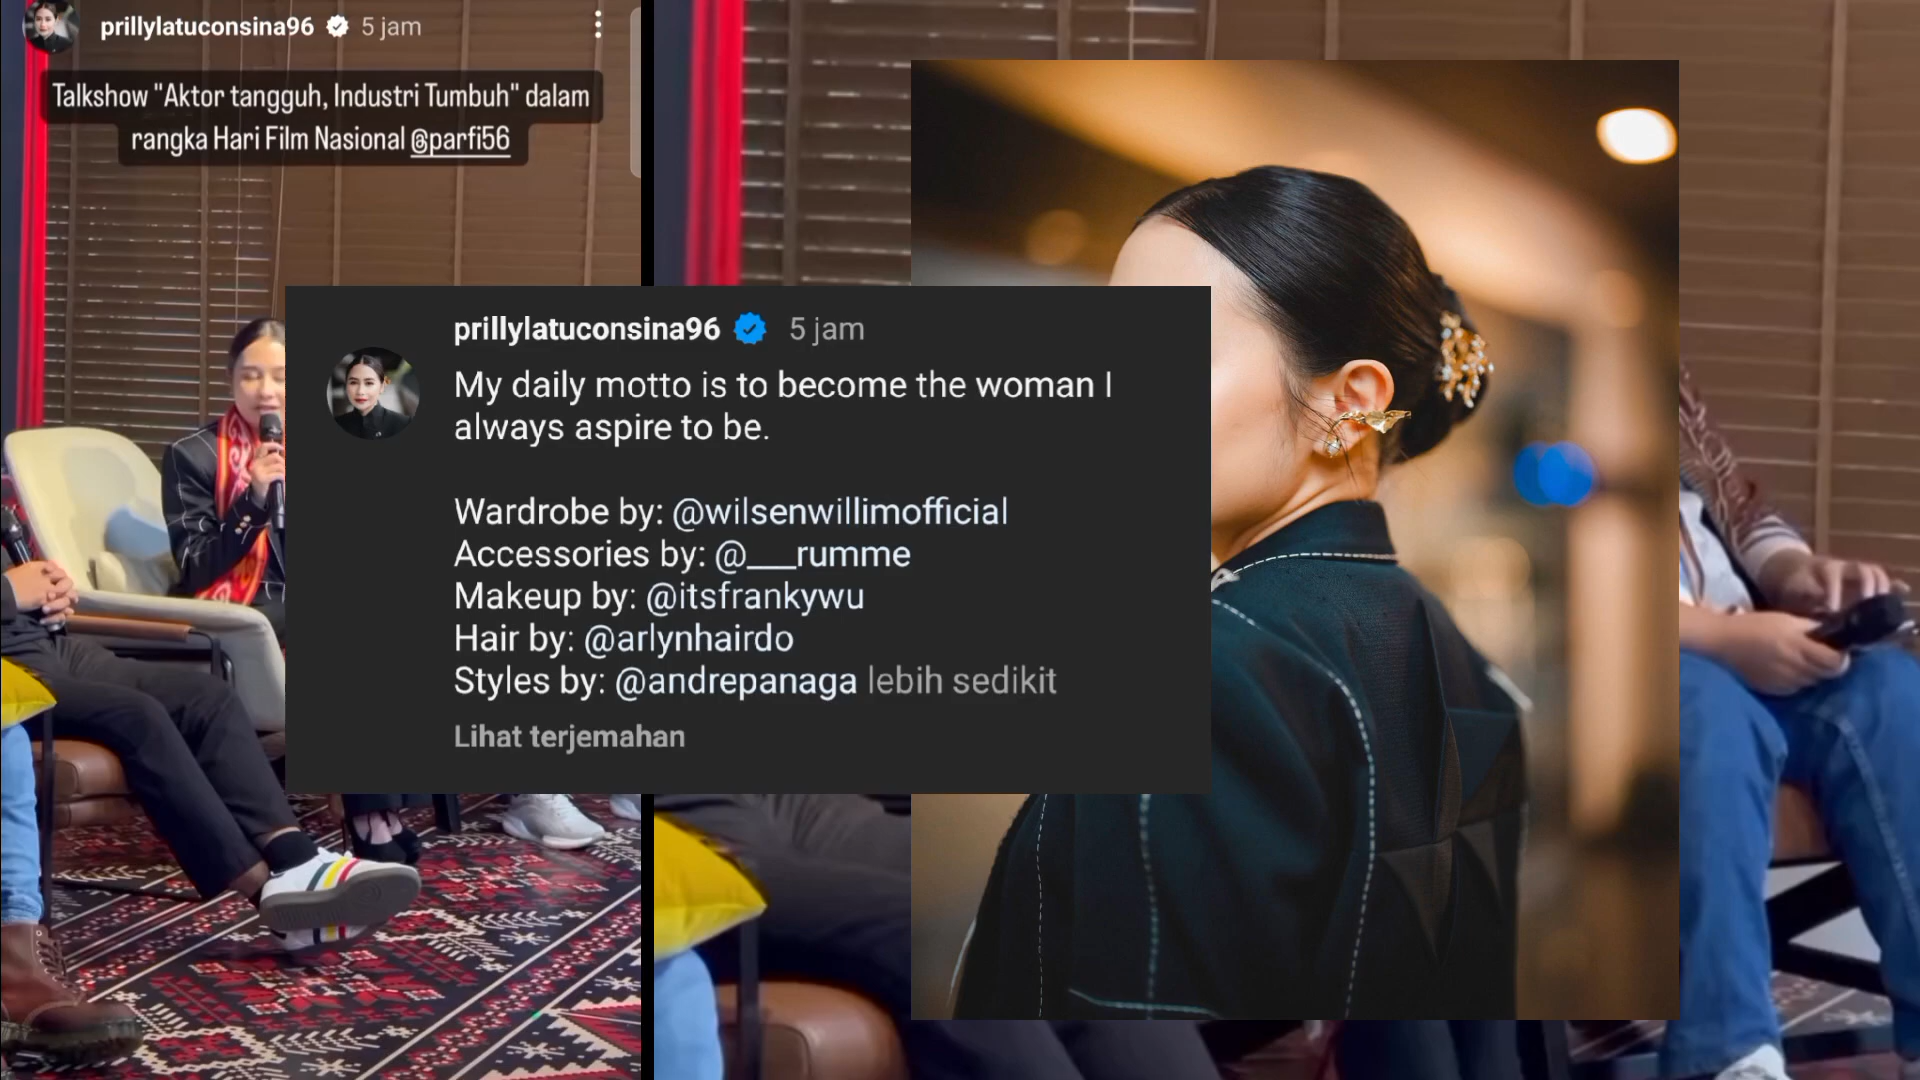 prillylatuconsina96 5 jam
Talkshow "Aktor tangguh, Industri Tumbuh" dalam
rangka Hari Film Nasional @parfi56
prillylatuconsina96 5 jam
My daily motto is to become the woman I
always aspire to be.
Wardrobe by: @wilsenwillimofficial
Accessories by: @___rumme
Makeup by: @itsfrankywu
Hair by: @arlynhairdo
Styles by: @andrepanaga lebih sedikit
Lihat terjemahan